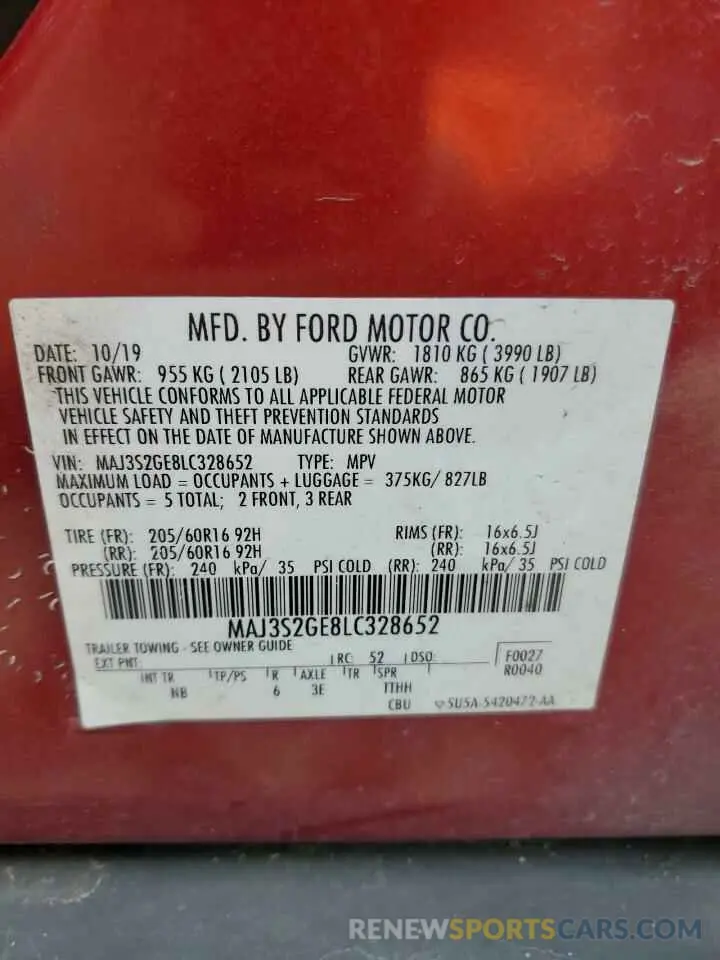 MFD. BY FORD MOTOR CO.
DATE: 10/19 GVWR: 1810 KG ( 3990 LB)
FRONT GAWR: 955 KG ( 2105 LB) REAR GAWR: 865 KG ( 1907 LB)
THIS VEHICLE CONFORMS TO ALL APPLICABLE FEDERAL MOTOR
VEHICLE SAFETY AND THEFT PREVENTION STANDARDS
IN EFFECT ON THE DATE OF MANUFACTURE SHOWN ABOVE.
VIN: MAJ3S2GE8LC328652 TYPE: MPV
MAXIMUM LOAD = OCCUPANTS + LUGGAGE = 375KG/ 827LB
OCCUPANTS = 5 TOTAL; 2 FRONT, 3 REAR
TIRE (FR): 205/60R16 92H RIMS (FR): 16x6.5J
(RR): 205/60R16 92H (RR): 16x6.5J
PRESSURE (FR): 240 kPa/ 35 PSI COLD (RR): 240 kPa/ 35 PSI COLD
MAJ3S2GE8LC328652
TRAILER TOWING - SEE OWNER GUIDE
EXT PNT: RC: 52 DSO: F0027
R0040
INT TR TP/PS R AXLE TR SPR
NB 6 3E TTHH
CBU 5U5A-5420472-AA
RENEWSPORTSCARS.COM